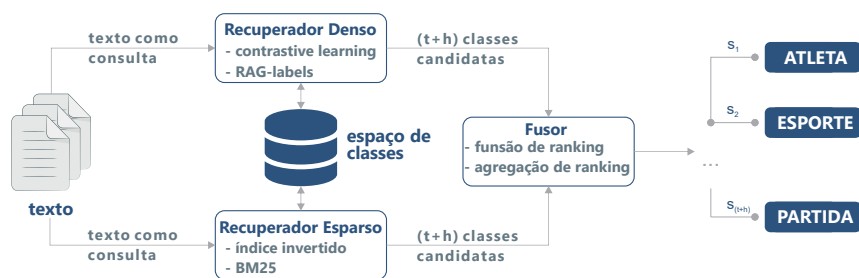 texto como
consulta
Recuperador Denso
- contrastive learning
- RAG-labels
(t+h) classes
candidatas
texto
espaço de
classes
Fusor
- funsão de ranking
- agregação de ranking
texto como
consulta
Recuperador Esparso
- índice invertido
- BM25
(t+h) classes
candidatas
S1
ATLETA
S2
ESPORTE
...
S(t+h)
PARTIDA